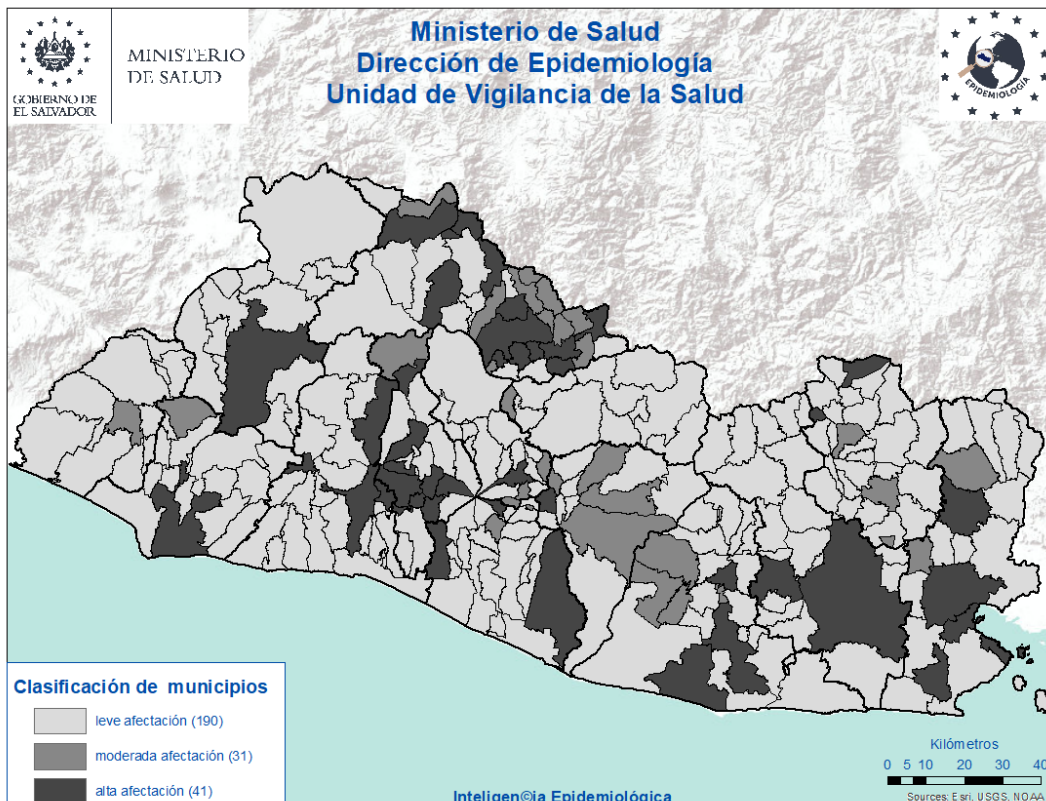 GOBIERNO DE
EL SALVADOR
MINISTERIO
DE SALUD
Ministerio de Salud
Dirección de Epidemiología
Unidad de Vigilancia de la Salud
EPIDEMIOLOGÍA
Clasificación de municipios
leve afectación (190)
moderada afectación (31)
alta afectación (41)
Inteligen©ia Epidemiológica
Kilómetros
0 5 10 20 30 40
Sources: Esri, USGS, NOAA